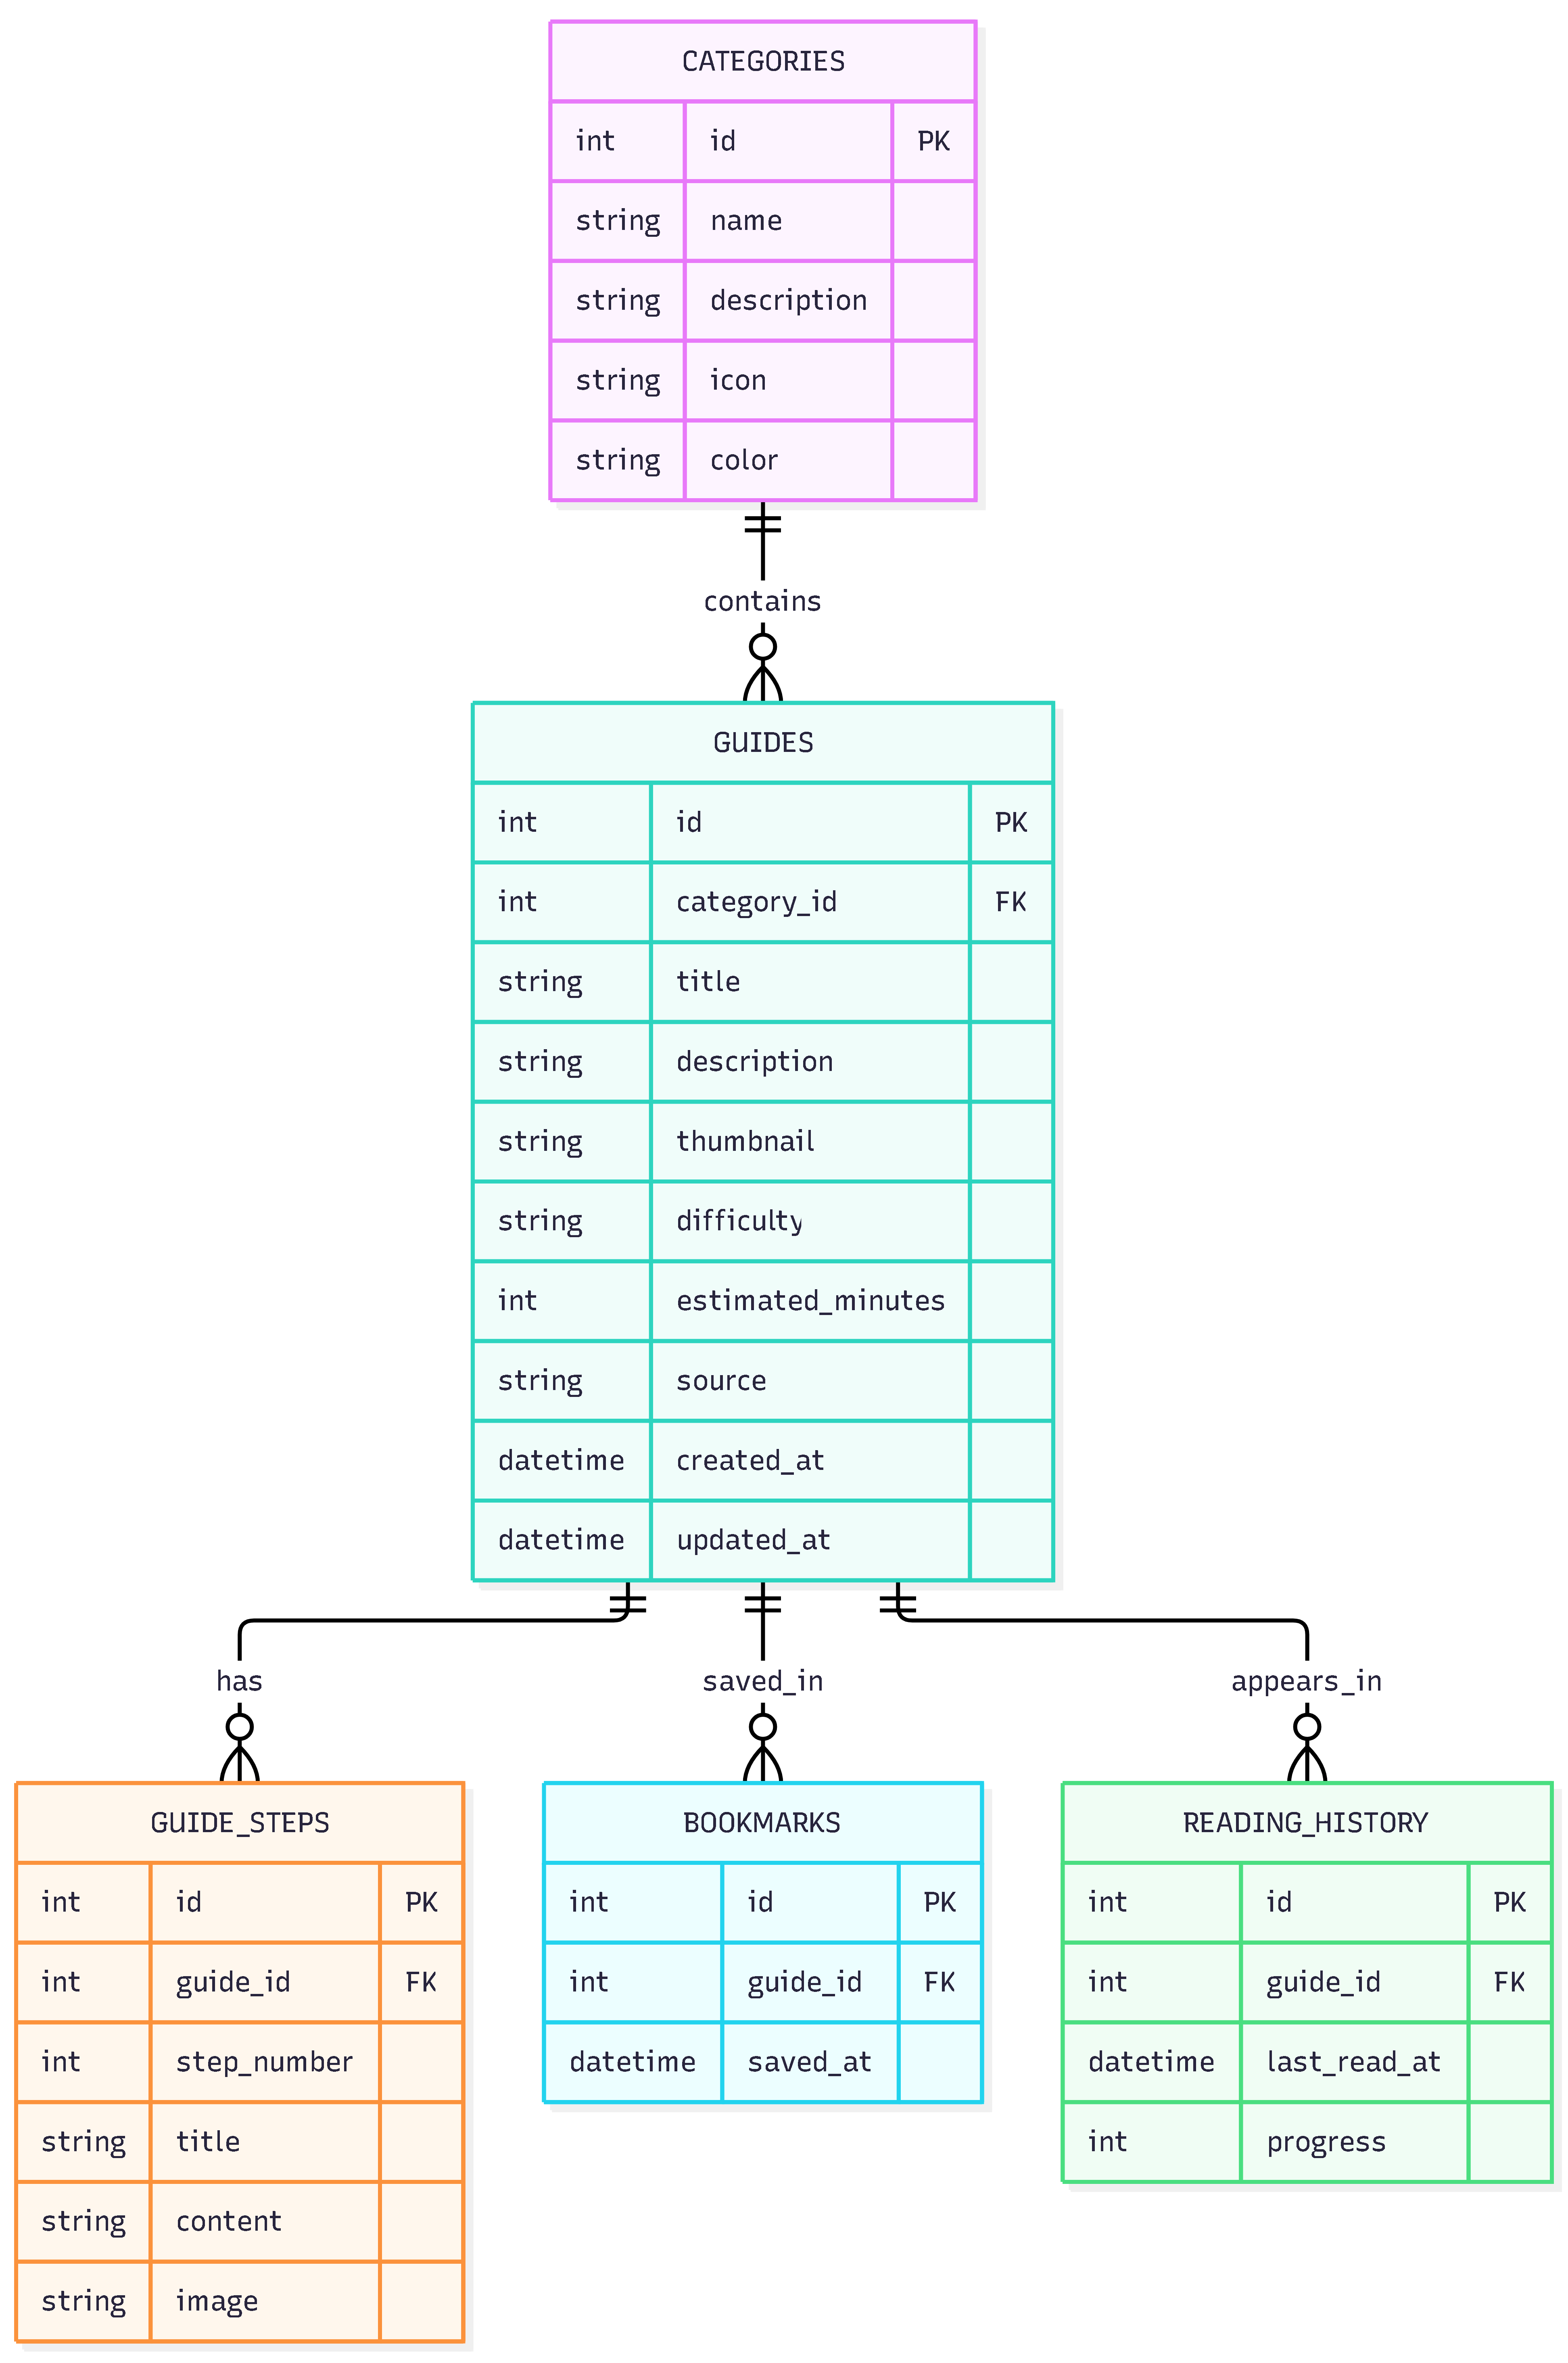 CATEGORIES
int id PK
string name
string description
string icon
string color
contains
GUIDES
int id PK
int category_id FK
string title
string description
string thumbnail
string difficulty
int estimated_minutes
string source
datetime created_at
datetime updated_at
has
saved_in
appears_in
GUIDE_STEPS
int id PK
int guide_id FK
int step_number
string title
string content
string image
BOOKMARKS
int id PK
int guide_id FK
datetime saved_at
READING_HISTORY
int id PK
int guide_id FK
datetime last_read_at
int progress